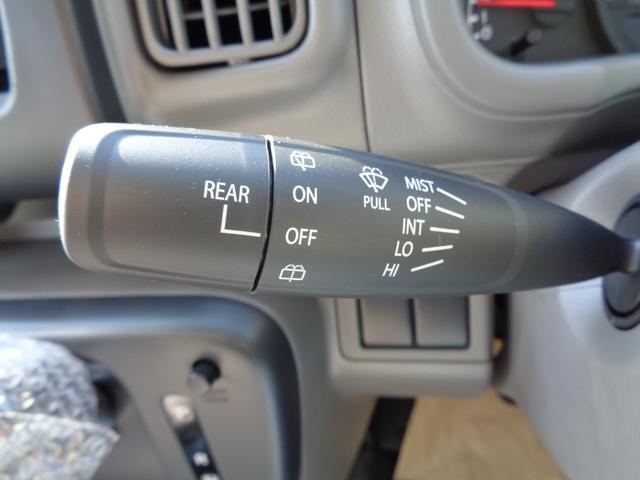 REAR
ON
OFF
PULL
MIST
OFF
INT
LO
HI